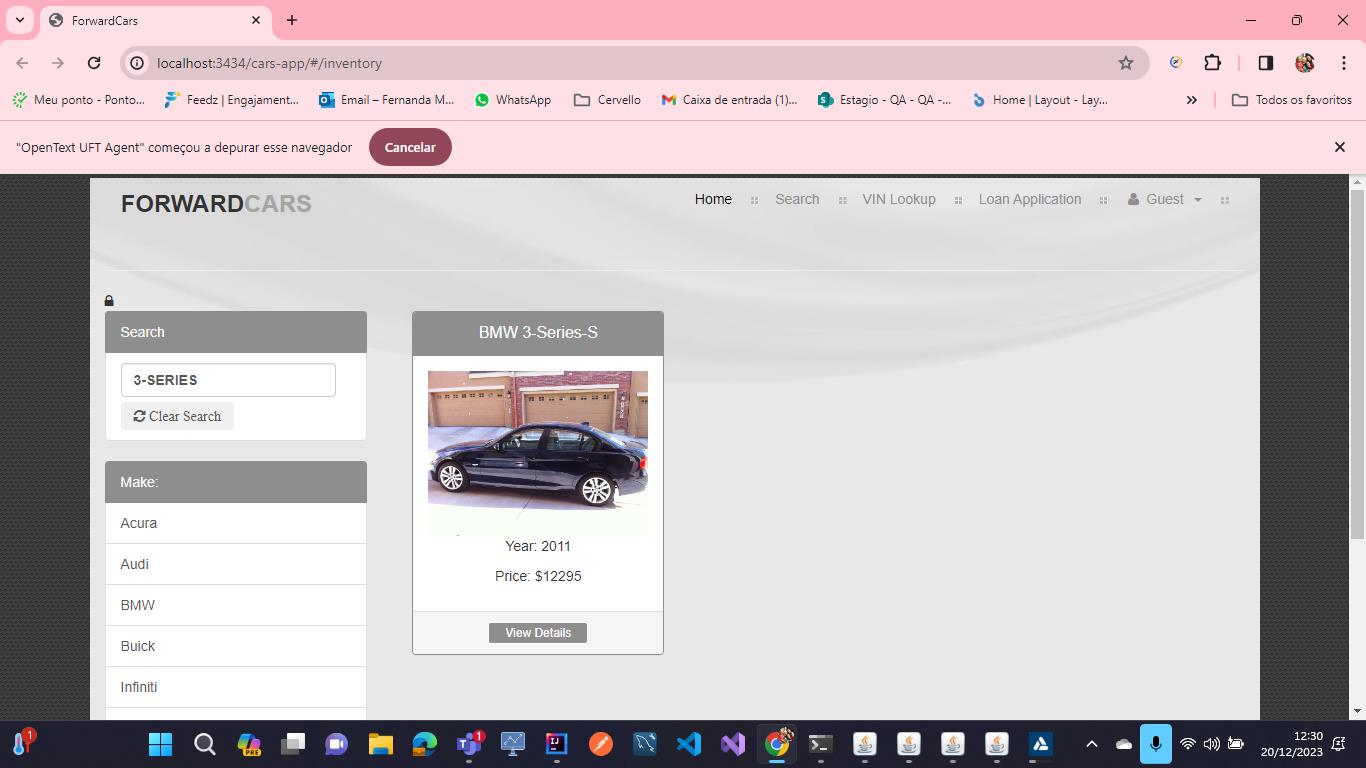 ForwardCars
localhost:3434/cars-app/#/inventory
Meu ponto - Ponto... Feedz | Engajament... Email – Fernanda M... WhatsApp Cervello Caixa de entrada (1)... Estagio - QA - QA -... Home | Layout - Lay... » Todos os favoritos
"OpenText UFT Agent" começou a depurar esse navegador Cancelar
FORWARDCARS Home Search VIN Lookup Loan Application Guest
Search
3-SERIES
Clear Search
Make:
Acura
Audi
BMW
Buick
Infiniti
BMW 3-Series-S
Year: 2011
Price: $12295
View Details
1 PRE 1 12:30
20/12/2023